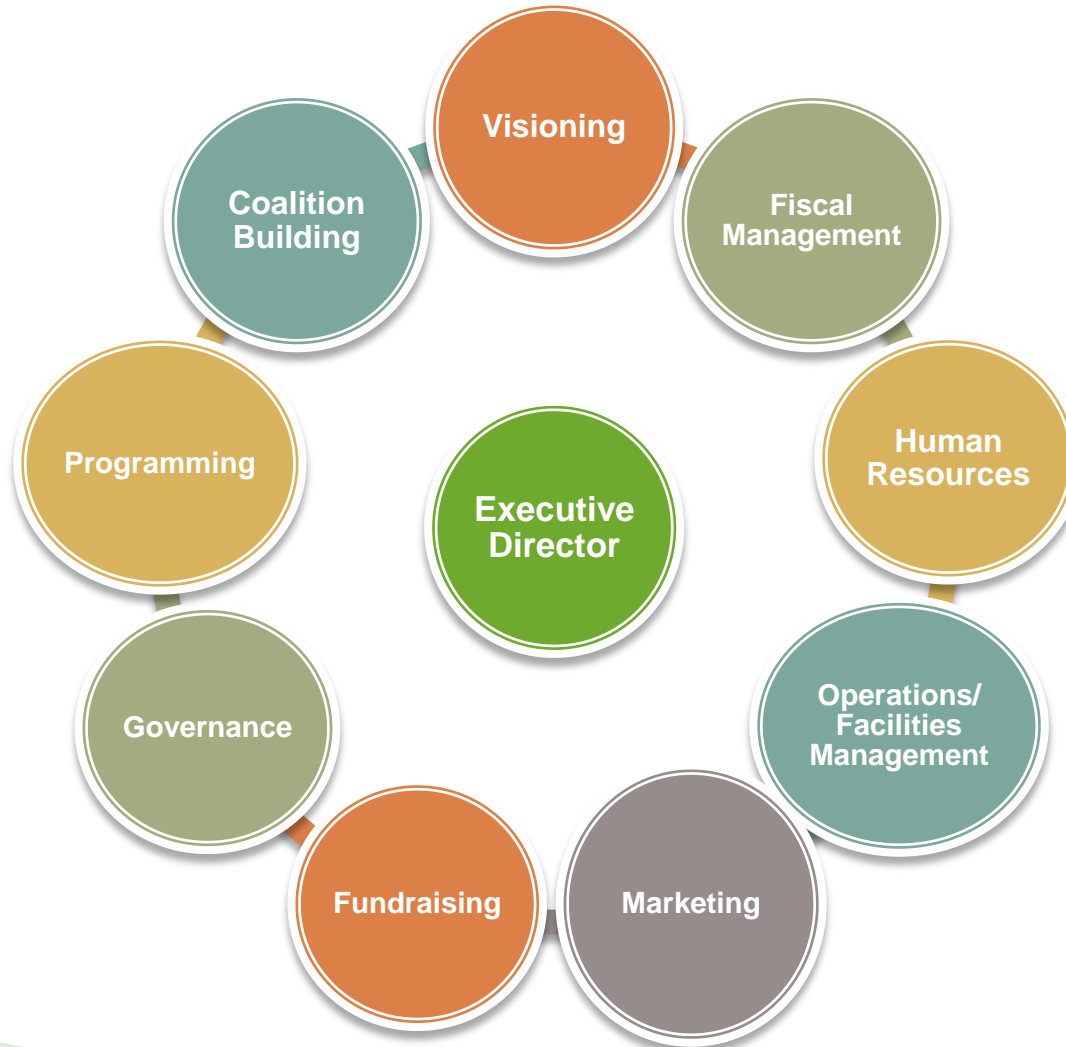 Visioning
Fiscal
Management
Human
Resources
Operations/
Facilities
Management
Marketing
Fundraising
Governance
Programming
Coalition
Building
Executive
Director